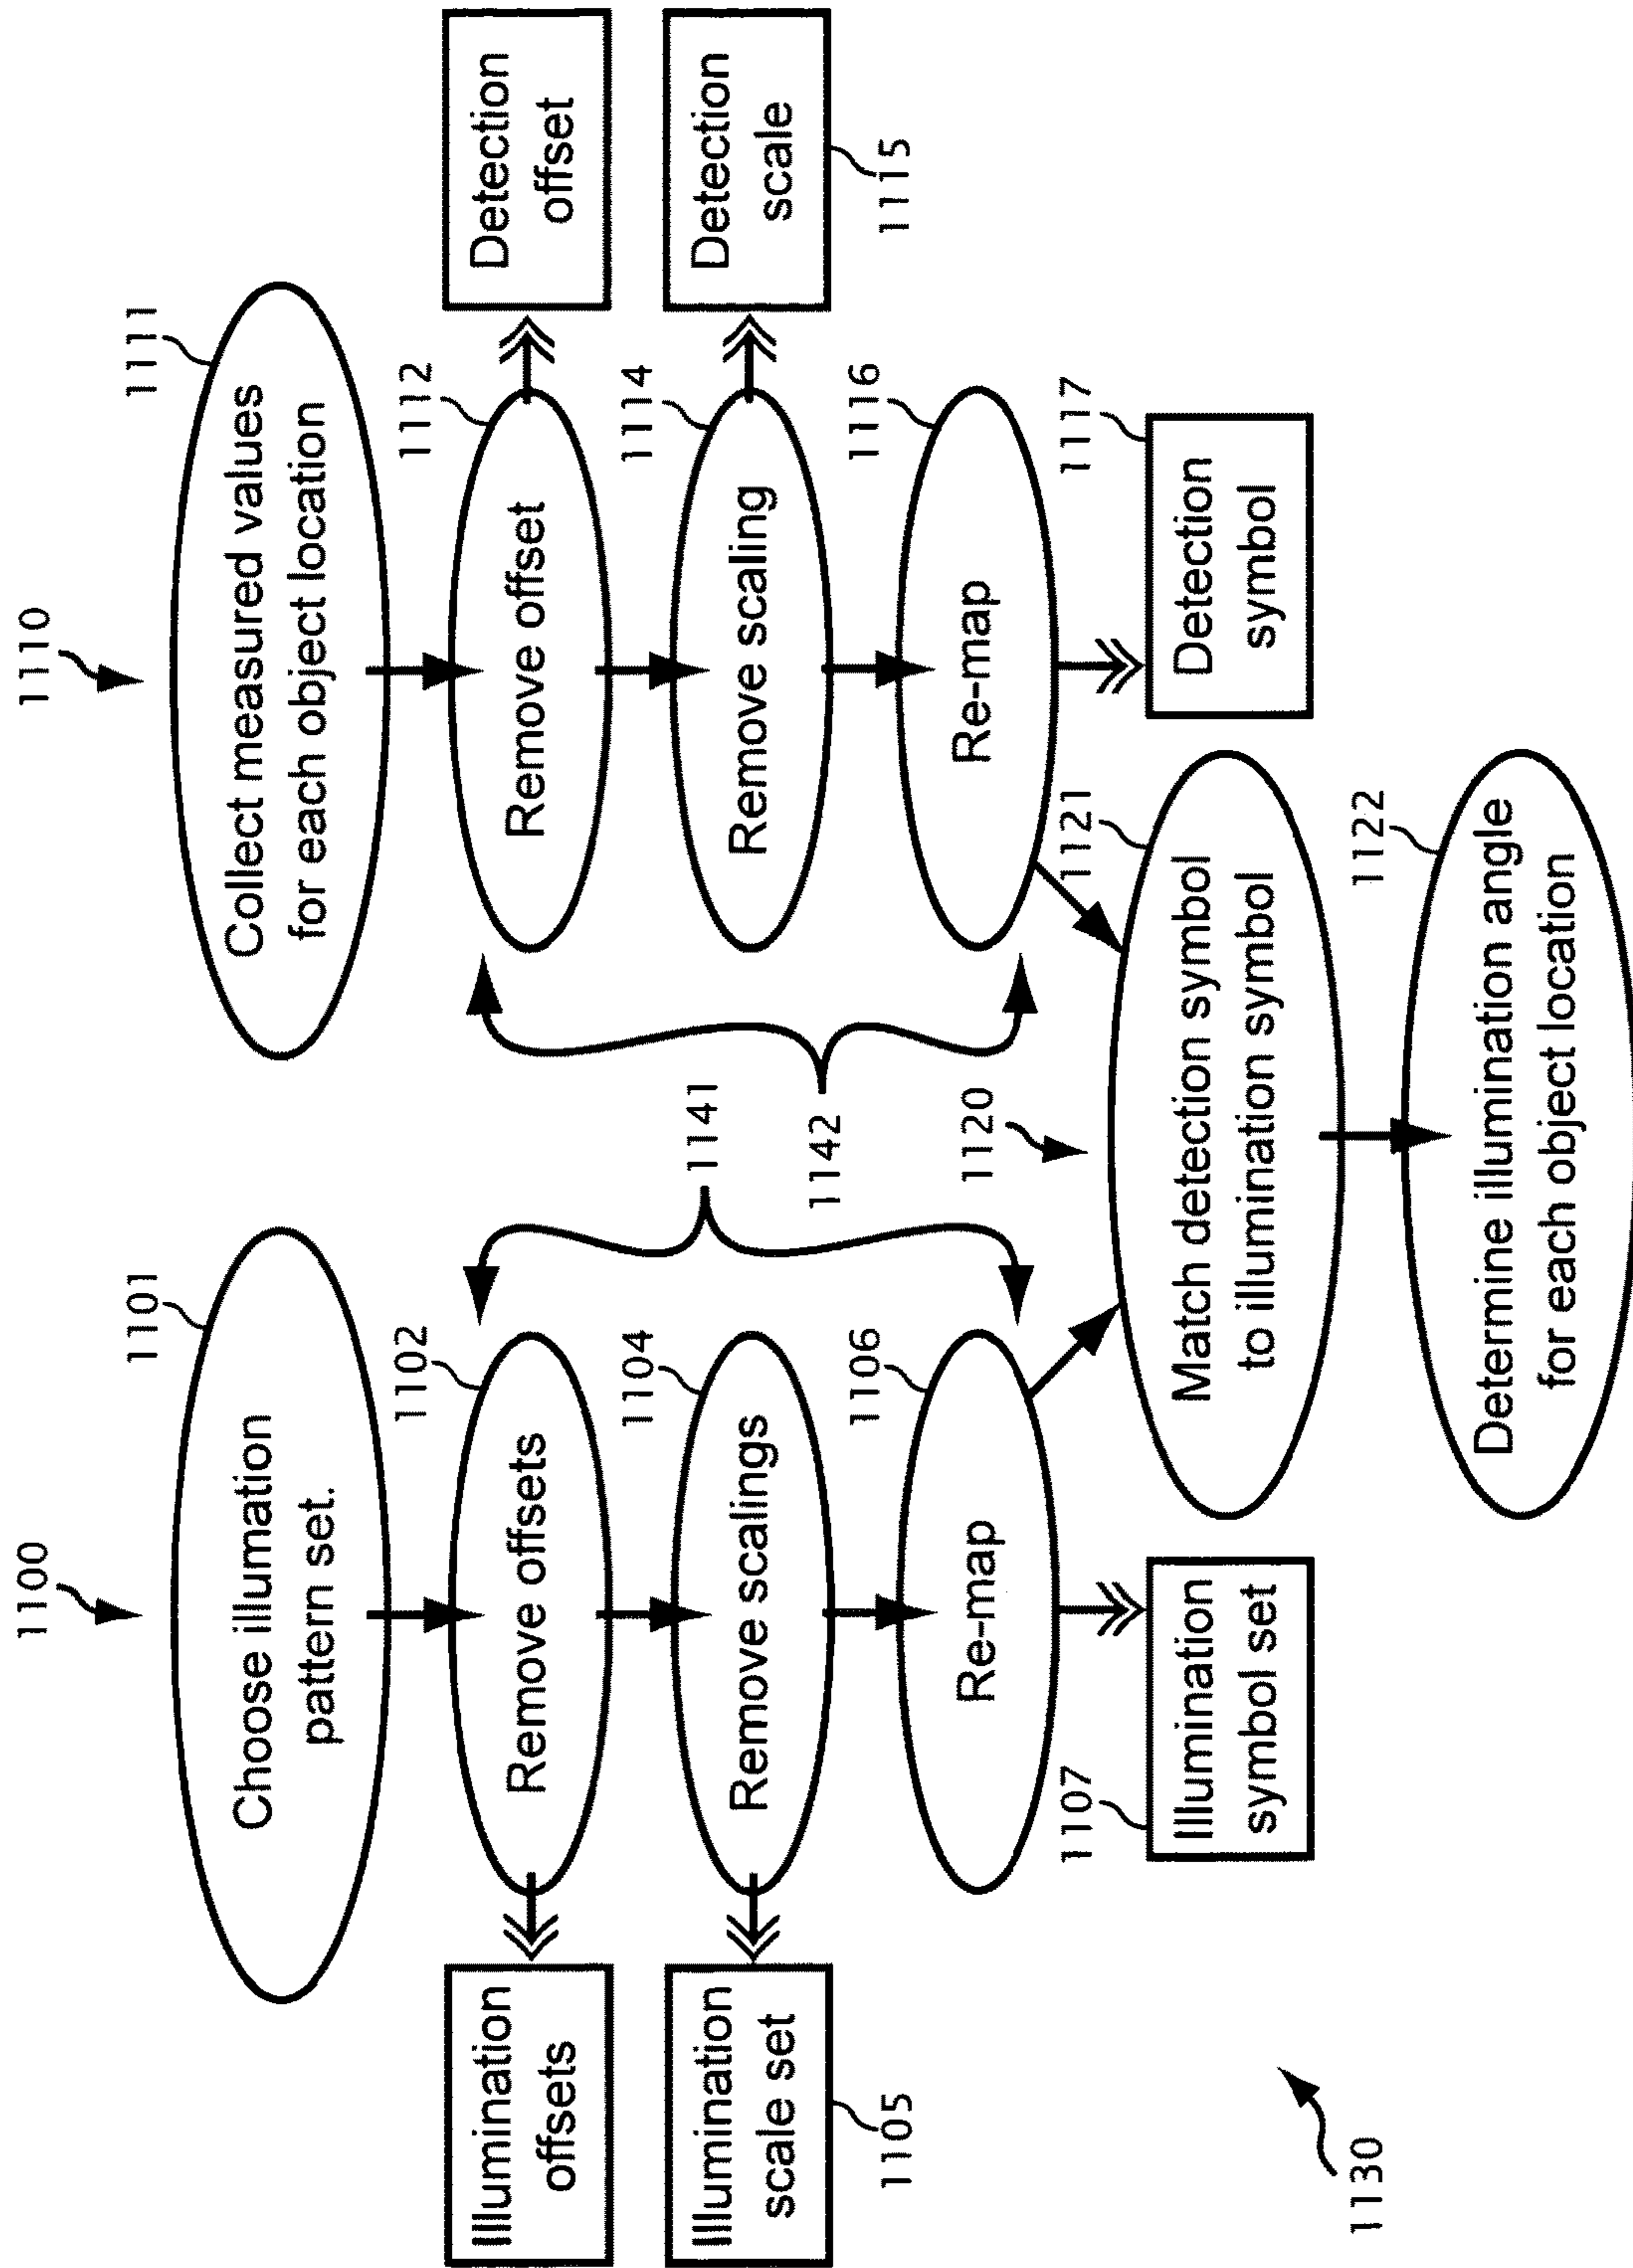 1100
1110
1101
Choose illumation
pattern set.
1111
Collect measured values
for each object location
1102
Remove offsets
Illumination
offsets
1112
Remove offset
Detection
offset
1104
Remove scalings
Illumination
scale set
1105
1114
Remove scaling
Detection
scale
1115
1141
1142
1106
Re-map
1116
Re-map
1107
Illumination
symbol set
1117
Detection
symbol
1120
1121
Match detection symbol
to illumination symbol
1122
Determine illumination angle
for each object location
1130